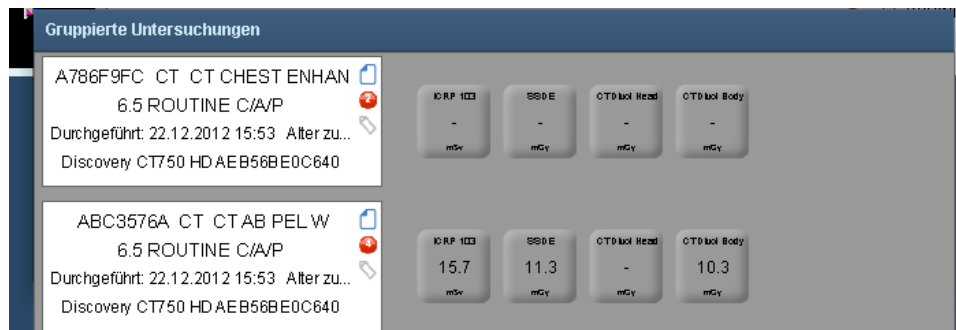 Gruppierte Untersuchungen
A786F9FC CT CT CHEST ENHAN
6.5 ROUTINE C/A/P
Durchgeführt: 22.12.2012 15:53 Alter zu...
Discovery CT750 HD AEB56BE0C640
2
ICRP 103 SSDE CTDIvol Head CTDIvol Body
- - - -
mSv mGy mGy mGy
ABC3576A CT CT AB PEL W
6.5 ROUTINE C/A/P
Durchgeführt: 22.12.2012 15:53 Alter zu...
Discovery CT750 HD AEB56BE0C640
4
ICRP 103 SSDE CTDIvol Head CTDIvol Body
15.7 11.3 - 10.3
mSv mGy mGy mGy